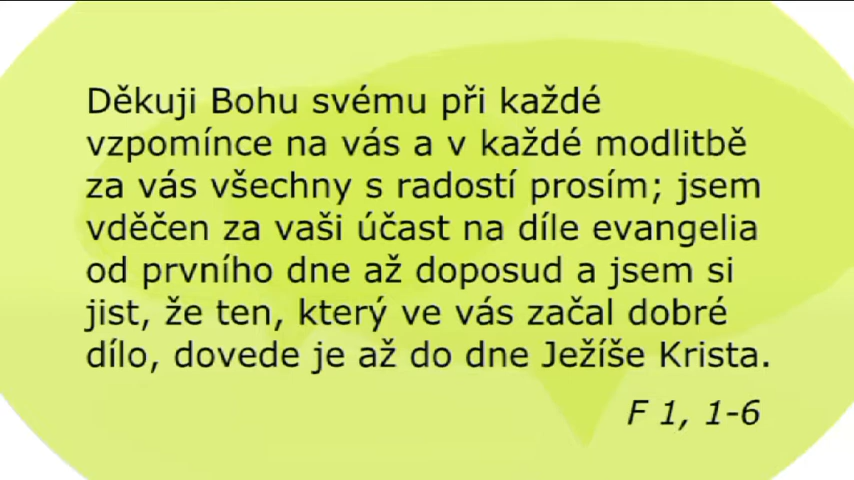 Děkuji Bohu svému při každé
vzpomínce na vás a v každé modlitbě
za vás všechny s radostí prosím; jsem
vděčen za vaši účast na díle evangelia
od prvního dne až doposud a jsem si
jist, že ten, který ve vás začal dobré
dílo, dovede je až do dne Ježíše Krista.
F 1, 1-6